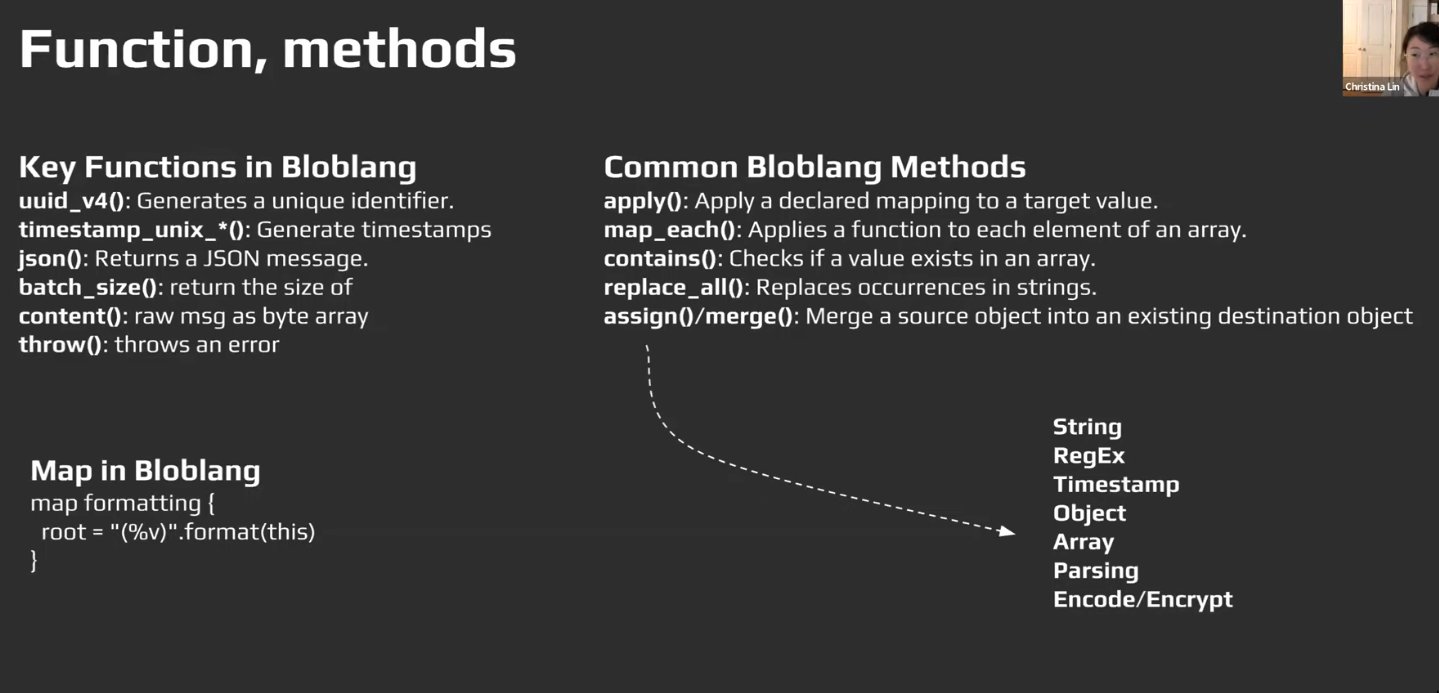 Function, methods
Christina Lin
Key Functions in Bloblang
uuid_v4(): Generates a unique identifier.
timestamp_unix_*(): Generate timestamps
json(): Returns a JSON message.
batch_size(): return the size of
content(): raw msg as byte array
throw(): throws an error
Common Bloblang Methods
apply(): Apply a declared mapping to a target value.
map_each(): Applies a function to each element of an array.
contains(): Checks if a value exists in an array.
replace_all(): Replaces occurrences in strings.
assign()/merge(): Merge a source object into an existing destination object
Map in Bloblang
map formatting {
  root = "(%v)".format(this)
}
String
RegEx
Timestamp
Object
Array
Parsing
Encode/Encrypt